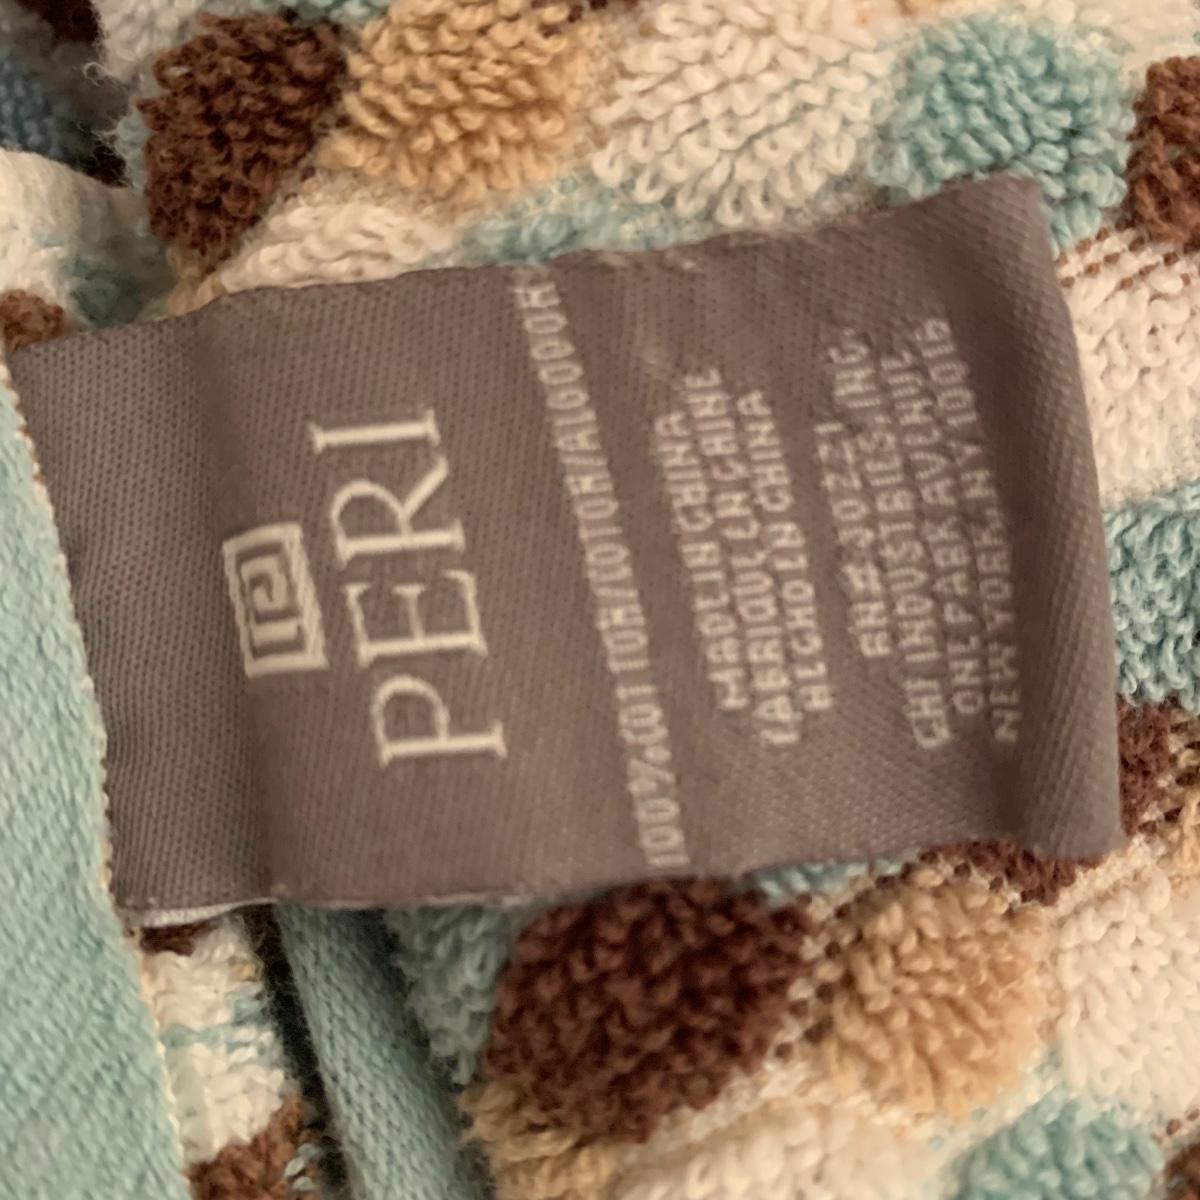 PERI
100% COTTON/COTON/ALGODON
MADE IN CHINA
FABRIQUE EN CHINE
HECHO EN CHINA
RN# 30221
CHF INDUSTRIES, INC.
ONE PARK AVENUE
NEW YORK, NY 10016